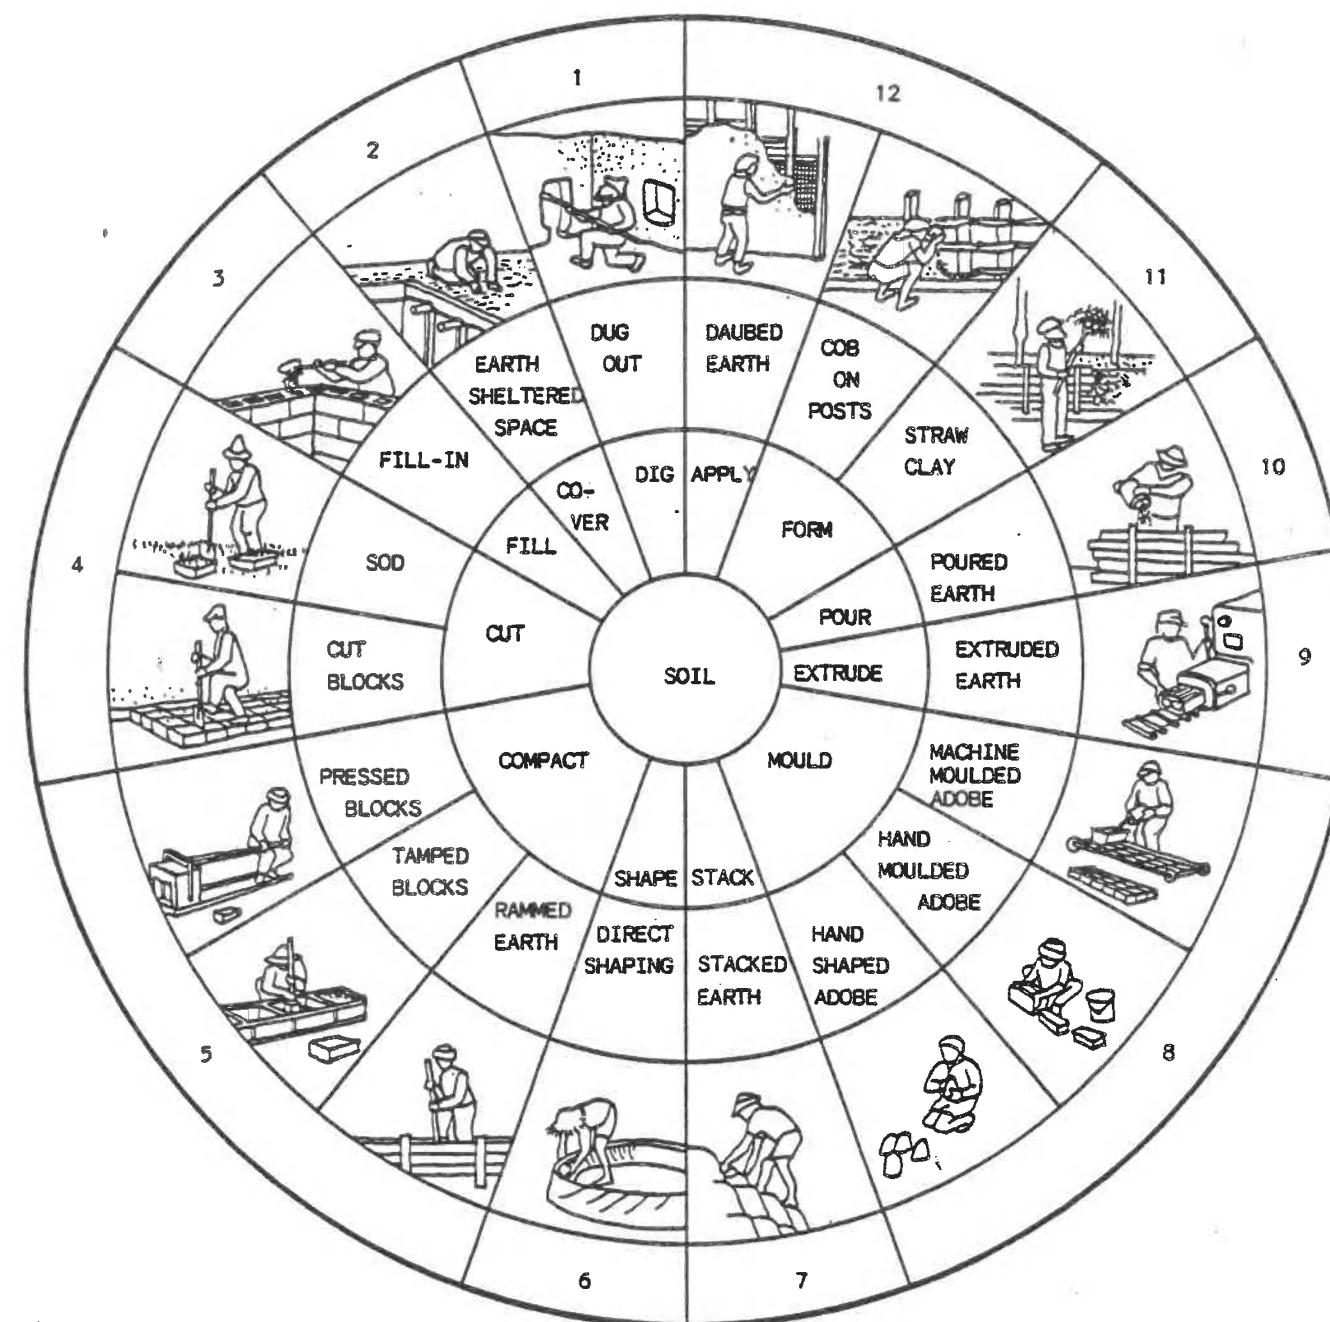 1
2
3
4
5
6
7
8
9
10
11
12
DUG
OUT
EARTH
SHELTERED
SPACE
FILL-IN
SOD
CUT
BLOCKS
PRESSED
BLOCKS
TAMPED
BLOCKS
RAMMED
EARTH
DIRECT
SHAPING
STACKED
EARTH
HAND
SHAPED
ADOBE
HAND
MOULDED
ADOBE
MACHINE
MOULDED
ADOBE
EXTRUDED
EARTH
POURED
EARTH
STRAW
CLAY
COB
ON
POSTS
DAUBED
EARTH
DIG
CO-
VER
FILL
CUT
COMPACT
SHAPE
STACK
MOULD
EXTRUDE
POUR
FORM
APPLY
SOIL